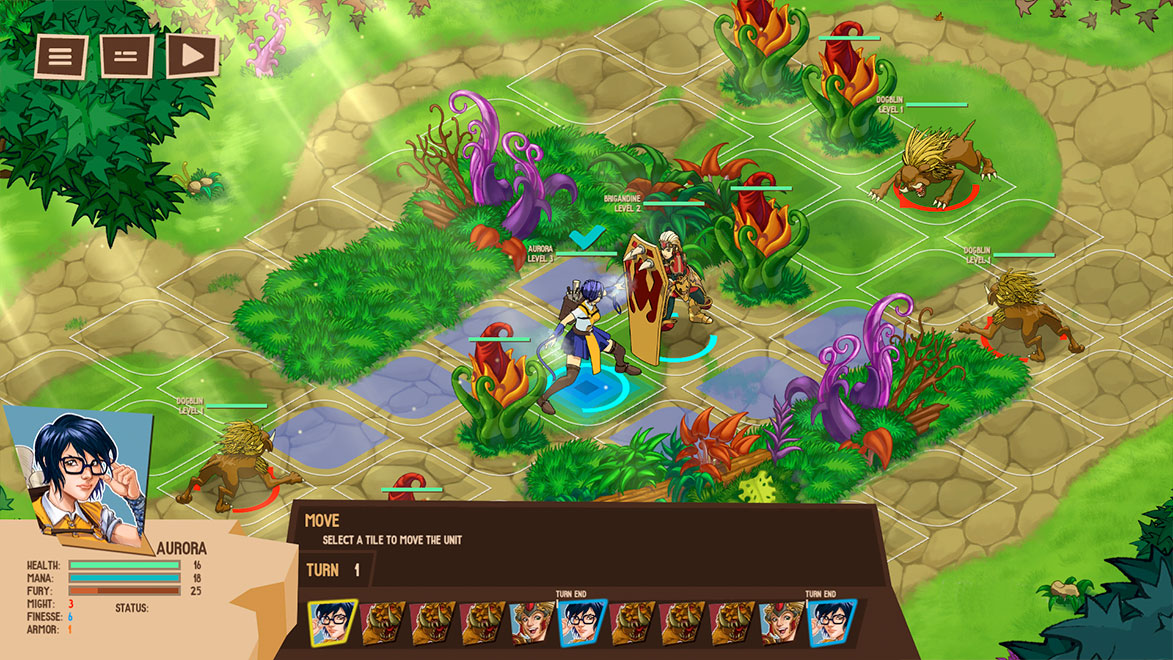 DOGBLIN
LEVEL 1
BRIGANDINE
LEVEL 2
AURORA
LEVEL 3
DOGBLIN
LEVEL 1
DOGBLIN
LEVEL 1
MOVE
SELECT A TILE TO MOVE THE UNIT
TURN 1
TURN END
TURN END
AURORA
HEALTH: 16
MANA: 18
FURY: 25
MIGHT: 3
STATUS:
FINESSE: 6
ARMOR: 1